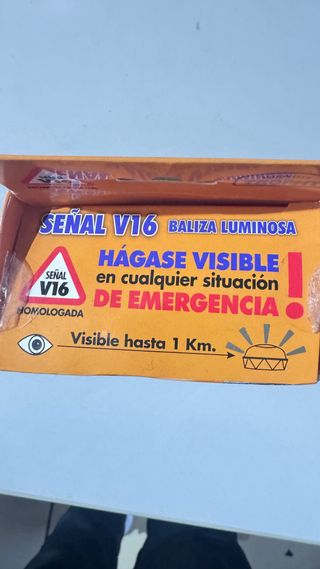 SEÑAL V16 BALIZA LUMINOSA
HÁGASE VISIBLE
en cualquier situación
DE EMERGENCIA!
SEÑAL
V16
HOMOLOGADA
Visible hasta 1 Km.